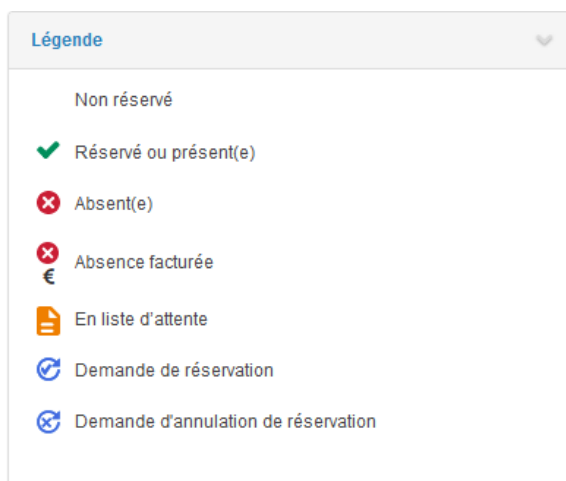 Légende
Non réservé
Réservé ou présent(e)
Absent(e)
€
Absence facturée
En liste d'attente
Demande de réservation
Demande d'annulation de réservation